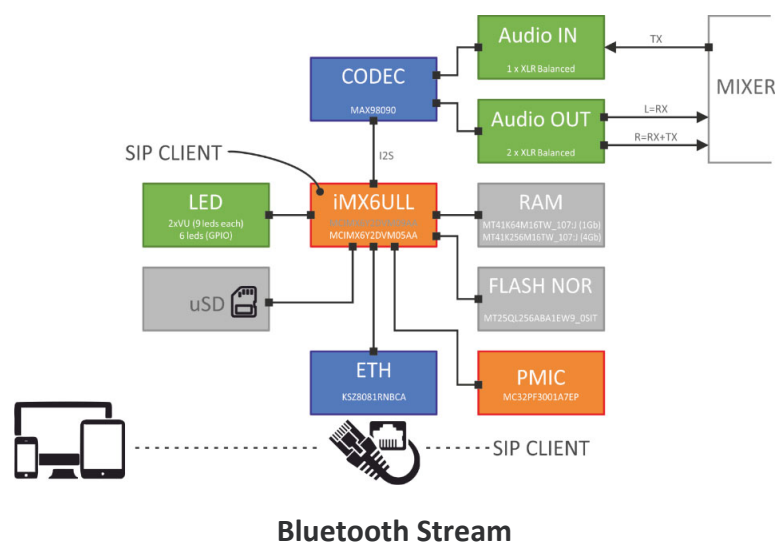 Audio IN
1 x XLR Balanced
TX
MIXER
CODEC
MAX98090
Audio OUT
2 x XLR Balanced
L=RX
R=RX+TX
I2S
SIP CLIENT
LED
2xVU (9 leds each)
6 leds (GPIO)
iMX6ULL
MCIMX6Y2DVM05AA
RAM
MT41K64M16TW_107:J (1Gb)
MT41K256M16TW_107:J (4Gb)
uSD
FLASH NOR
MT25QL256ABA1EW9_0SIT
ETH
KSZ8081RNBCA
PMIC
MC32PF3001A7EP
SIP CLIENT
Bluetooth Stream